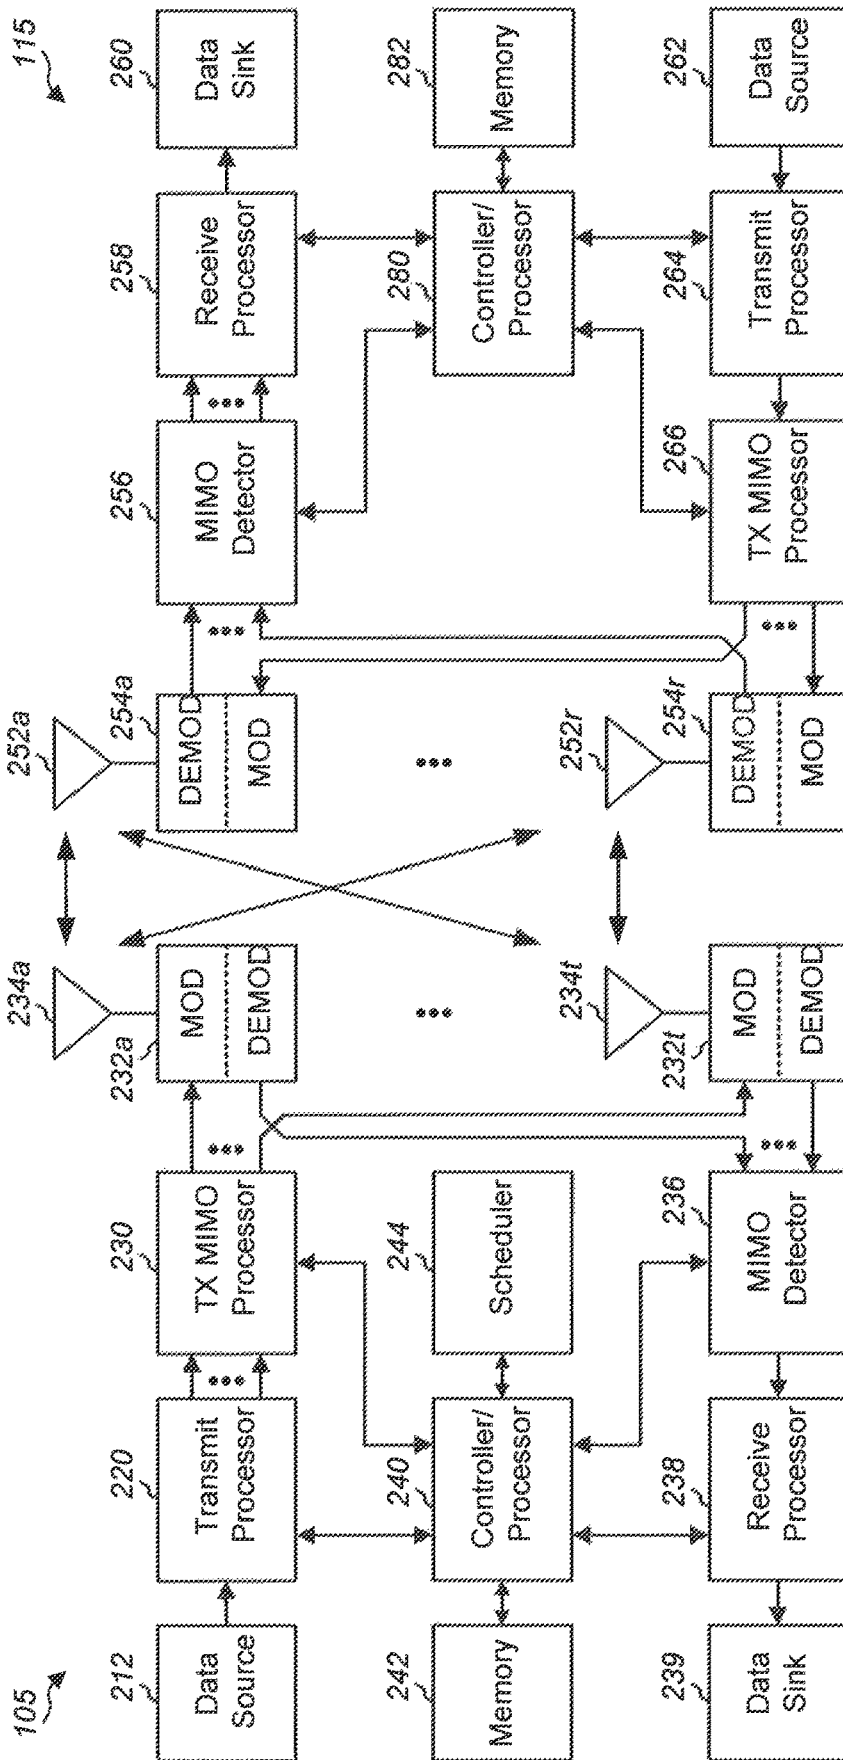 105
115
212
Data
Source
220
Transmit
Processor
230
TX MIMO
Processor
234a
232a
MOD
DEMOD
252a
254a
DEMOD
MOD
256
MIMO
Detector
258
Receive
Processor
260
Data
Sink
242
Memory
240
Controller/
Processor
244
Scheduler
280
Controller/
Processor
282
Memory
239
Data
Sink
238
Receive
Processor
236
MIMO
Detector
234t
232t
MOD
DEMOD
252r
254r
DEMOD
MOD
266
TX MIMO
Processor
264
Transmit
Processor
262
Data
Source